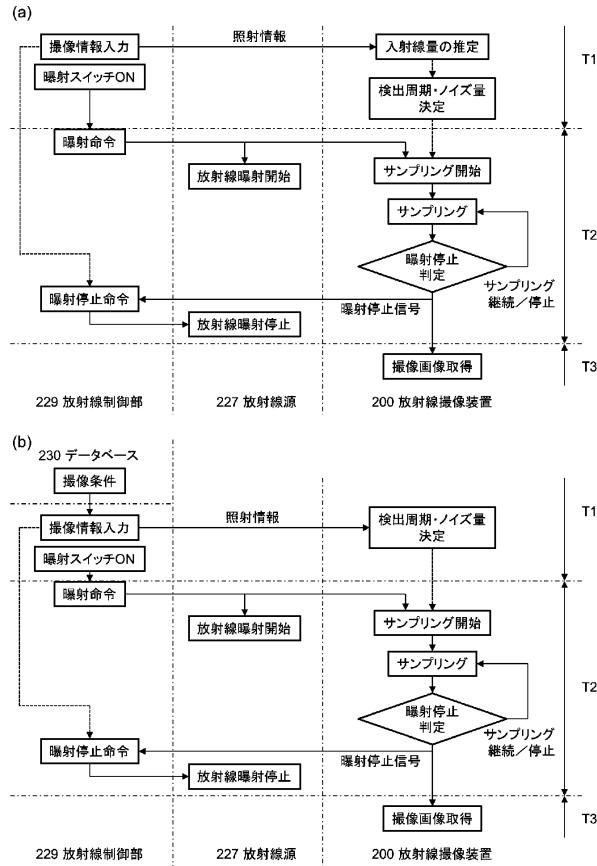 (a)
照射情報
撮像情報入力
入射線量の推定
曝射スイッチON
検出周期・ノイズ量
決定
T1
曝射命令
放射線曝射開始
サンプリング開始
サンプリング
T2
曝射停止
判定
サンプリング
継続／停止
曝射停止命令
曝射停止信号
放射線曝射停止
撮像画像取得
T3
229 放射線制御部
227 放射線源
200 放射線撮像装置
(b)
230 データベース
撮像条件
照射情報
撮像情報入力
検出周期・ノイズ量
決定
T1
曝射スイッチON
曝射命令
放射線曝射開始
サンプリング開始
サンプリング
T2
曝射停止
判定
サンプリング
継続／停止
曝射停止命令
曝射停止信号
放射線曝射停止
撮像画像取得
T3
229 放射線制御部
227 放射線源
200 放射線撮像装置